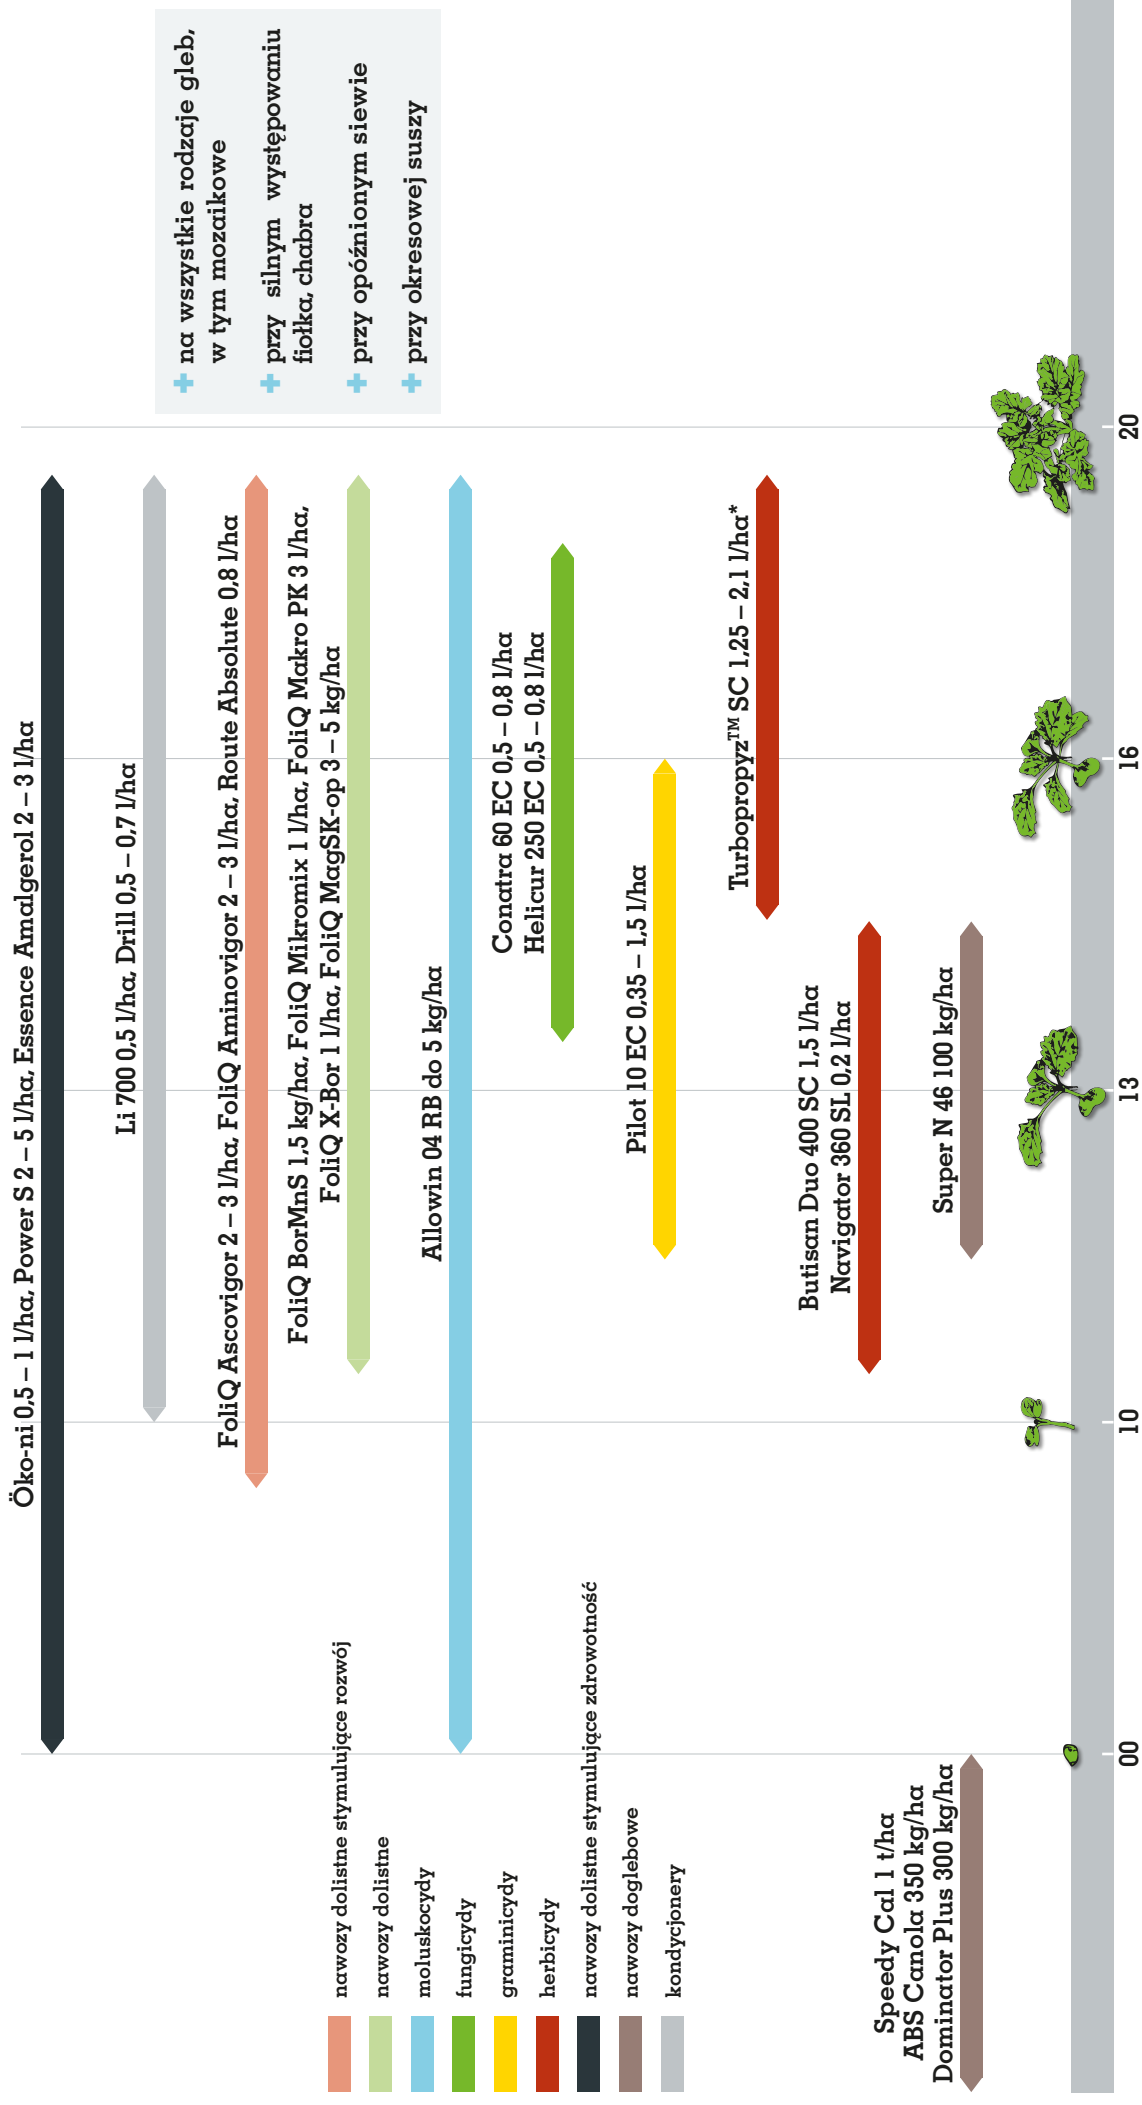 Öko-ni 0,5 – 1 l/ha, Power S 2 – 5 l/ha, Essence Amalgerol 2 – 3 l/ha
Li 700 0,5 l/ha, Drill 0,5 – 0,7 l/ha
FoliQ Ascovigor 2 – 3 l/ha, FoliQ Aminovigor 2 – 3 l/ha, Route Absolute 0,8 l/ha
FoliQ BorMnS 1,5 kg/ha, FoliQ Mikromix 1 l/ha, FoliQ Makro PK 3 l/ha,
FoliQ X-Bor 1 l/ha, FoliQ MagSK-op 3 – 5 kg/ha
Allowin 04 RB do 5 kg/ha
Conatra 60 EC 0,5 – 0,8 l/ha
Helicur 250 EC 0,5 – 0,8 l/ha
Pilot 10 EC 0,35 – 1,5 l/ha
Turbopropyz™ SC 1,25 – 2,1 l/ha*
Butisan Duo 400 SC 1,5 l/ha
Navigator 360 SL 0,2 l/ha
Super N 46 100 kg/ha
Speedy Cal 1 t/ha
ABS Canola 350 kg/ha
Dominator Plus 300 kg/ha
nawozy dolistne stymulujące rozwój
nawozy dolistne
moluskocydy
fungicydy
graminicydy
herbicydy
nawozy dolistne stymulujące zdrowotność
nawozy doglebowe
kondycjonery
na wszystkie rodzaje gleb,
w tym mozaikowe
przy silnym występowaniu
fiołka, chabra
przy opóźnionym siewie
przy okresowej suszy
00
10
13
16
20